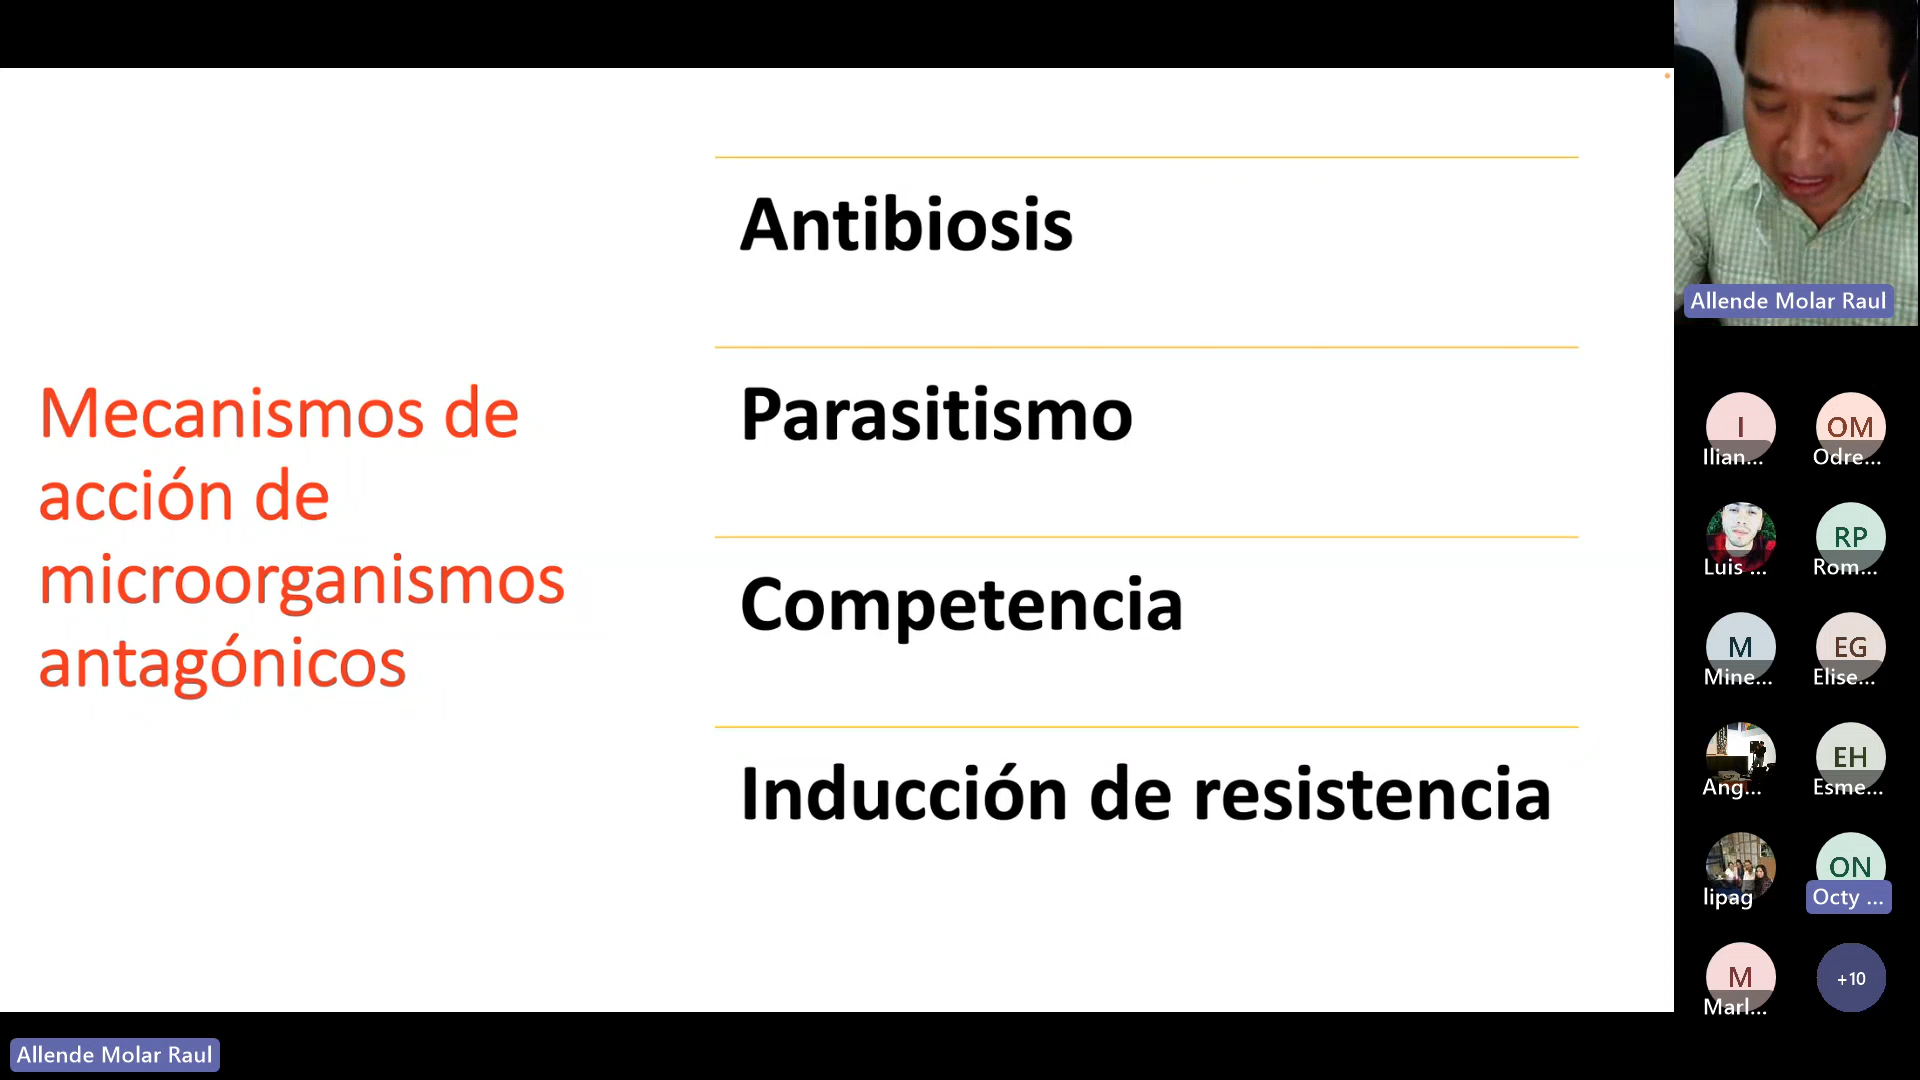 Mecanismos de
acción de
microorganismos
antagónicos
Antibiosis
Parasitismo
Competencia
Inducción de resistencia
Allende Molar Raul
I
Ilian...
OM
Odre...
Luis ...
RP
Rom...
M
Mine...
EG
Elise...
Ang...
EH
Esme...
lipag
ON
Octy ...
M
Marl...
+10
Allende Molar Raul